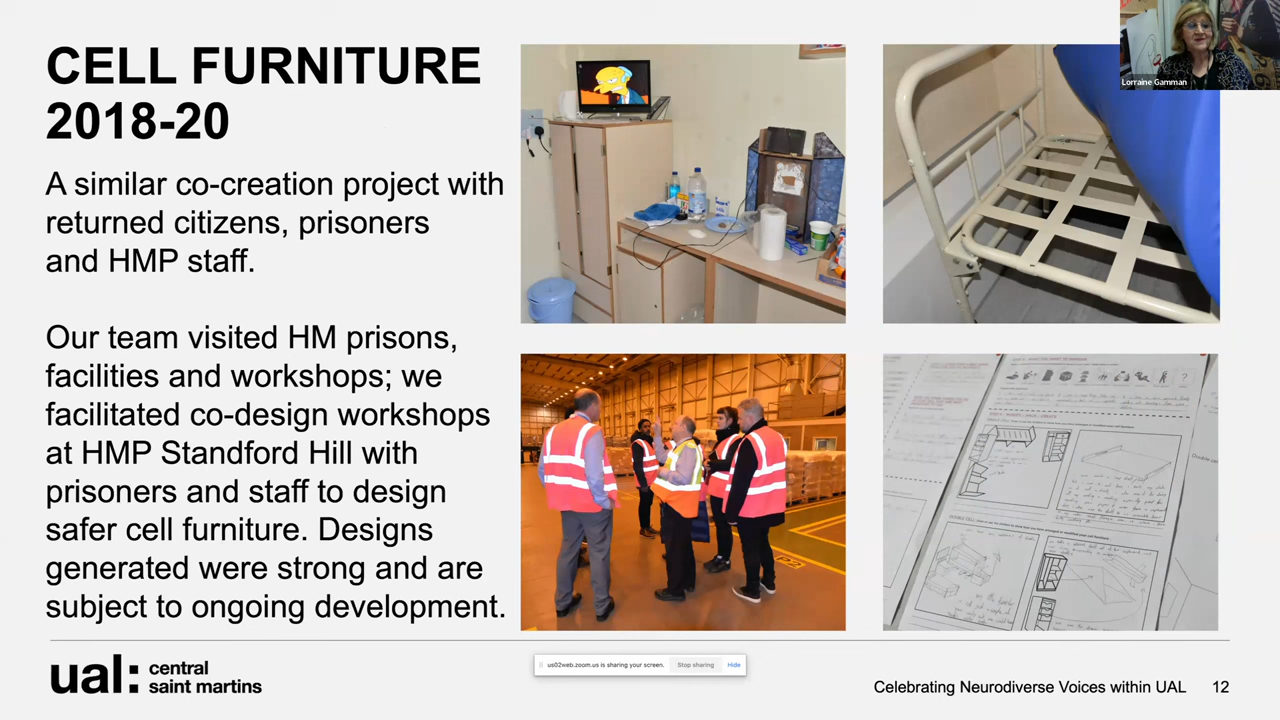 CELL FURNITURE
2018-20
A similar co-creation project with
returned citizens, prisoners
and HMP staff.
Our team visited HM prisons,
facilities and workshops; we
facilitated co-design workshops
at HMP Standford Hill with
prisoners and staff to design
safer cell furniture. Designs
generated were strong and are
subject to ongoing development.
Lorraine Gamman
ual: central
saint martins
us02web.zoom.us is sharing your screen. Stop sharing Hide
Celebrating Neurodiverse Voices within UAL 12